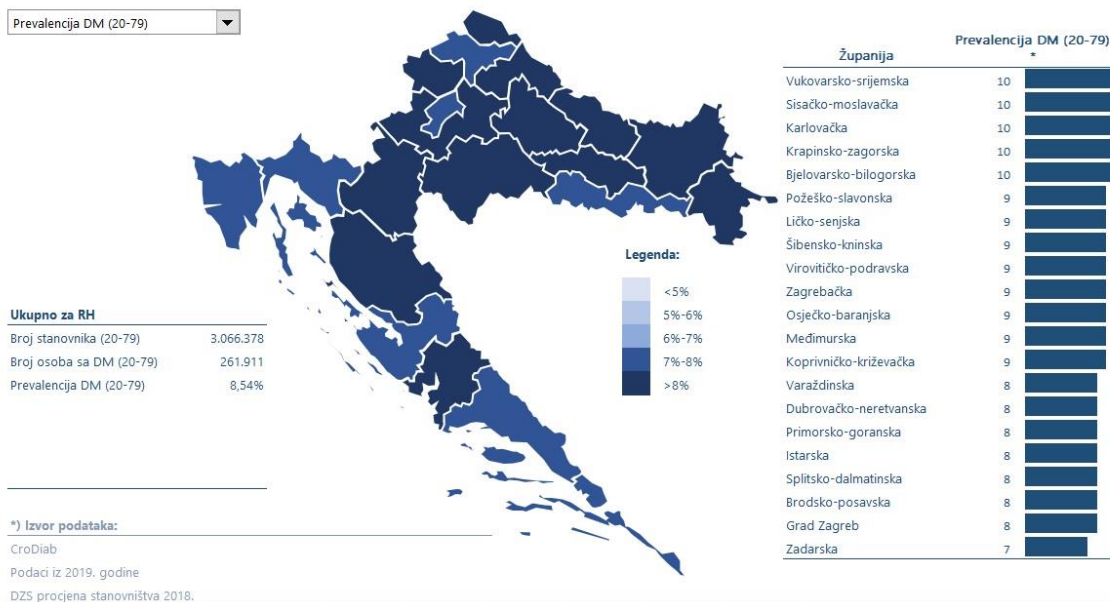 Prevalencija DM (20-79)
Prevalencija DM (20-79)
Županija *
Vukovarsko-srijemska 10
Sisačko-moslavačka 10
Karlovačka 10
Krapinsko-zagorska 10
Bjelovarsko-bilogorska 10
Požeško-slavonska 9
Ličko-senjska 9
Šibensko-kninska 9
Virovitičko-podravska 9
Zagrebačka 9
Osječko-baranjska 9
Međimurska 9
Koprivničko-križevačka 9
Varaždinska 8
Dubrovačko-neretvanska 8
Primorsko-goranska 8
Istarska 8
Splitsko-dalmatinska 8
Brodsko-posavska 8
Grad Zagreb 8
Zadarska 7
Legenda:
<5%
5%-6%
6%-7%
7%-8%
>8%
Ukupno za RH
Broj stanovnika (20-79) 3.066.378
Broj osoba sa DM (20-79) 261.911
Prevalencija DM (20-79) 8,54%
*) Izvor podataka:
CroDiab
Podaci iz 2019. godine
DZS procjena stanovništva 2018.